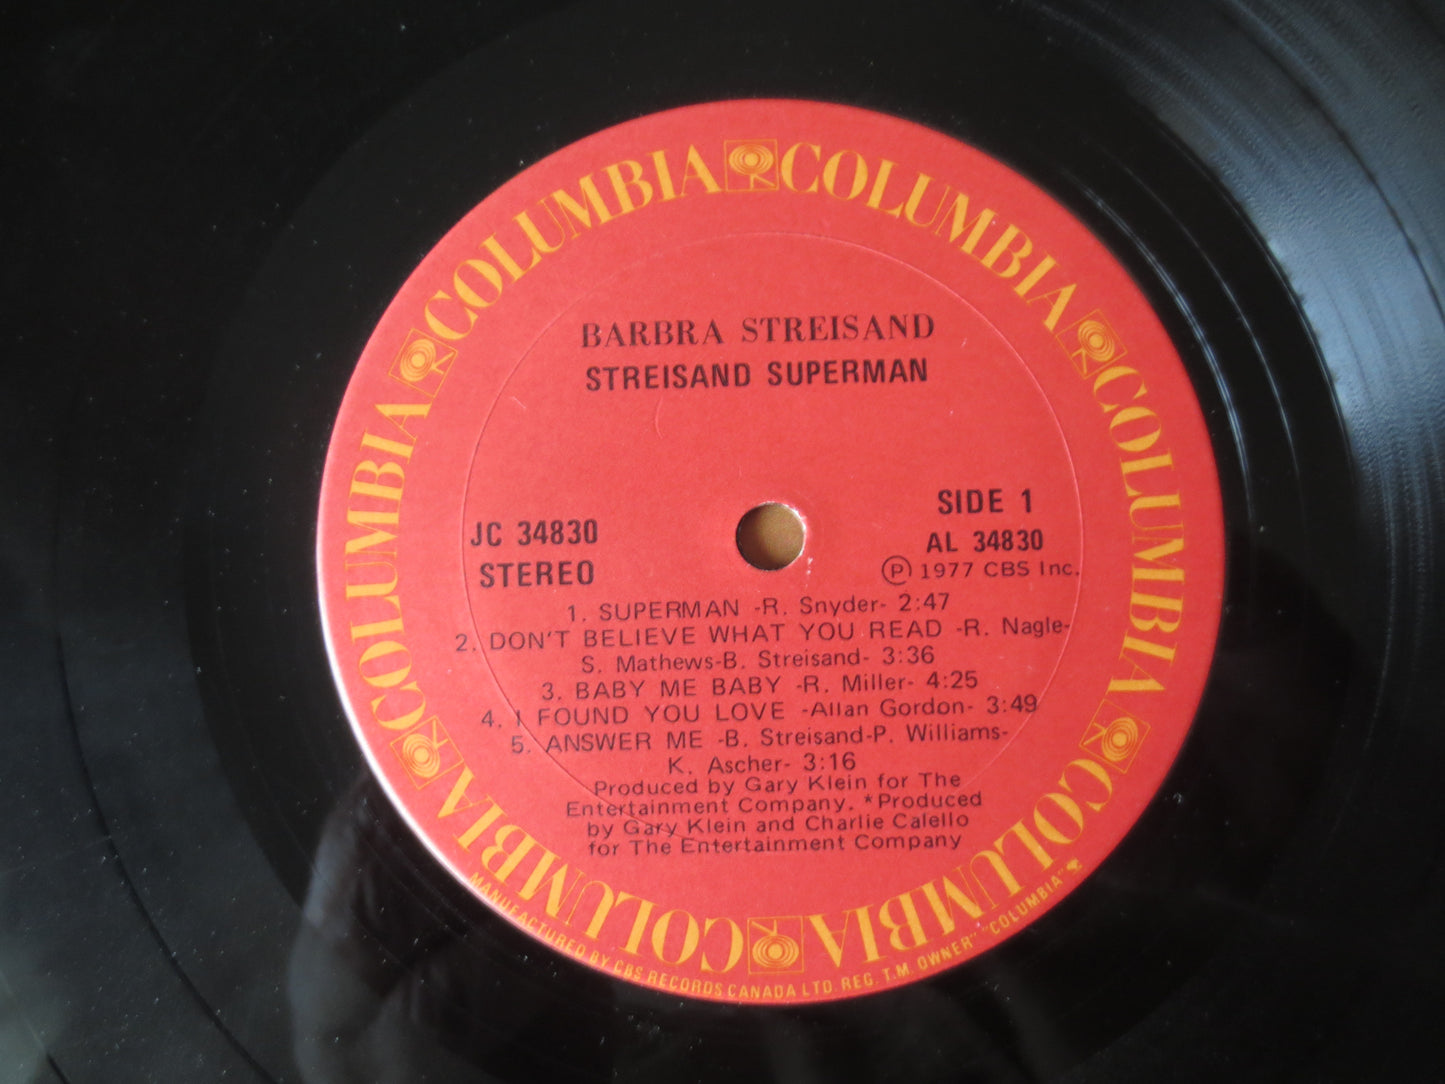 COLUMBIA COLUMBIA COLUMBIA COLUMBIA COLUMBIA COLUMBIA COLUMBIA COLUMBIA COLUMBIA COLUMBIA
BARBRA STREISAND
STREISAND SUPERMAN
SIDE 1
JC 34830
AL 34830
STEREO
Ⓟ 1977 CBS Inc.
1. SUPERMAN -R. Snyder- 2:47
2. DON'T BELIEVE WHAT YOU READ -R. Nagle-
S. Mathews-B. Streisand- 3:36
3. BABY ME BABY -R. Miller- 4:25
4. I FOUND YOU LOVE -Allan Gordon- 3:49
5. ANSWER ME -B. Streisand-P. Williams-
K. Ascher- 3:16
Produced by Gary Klein for The
Entertainment Company. *Produced
by Gary Klein and Charlie Calello
for The Entertainment Company
MANUFACTURED BY CBS RECORDS CANADA LTD. REG. T.M. OWNER" "COLUMBIA",